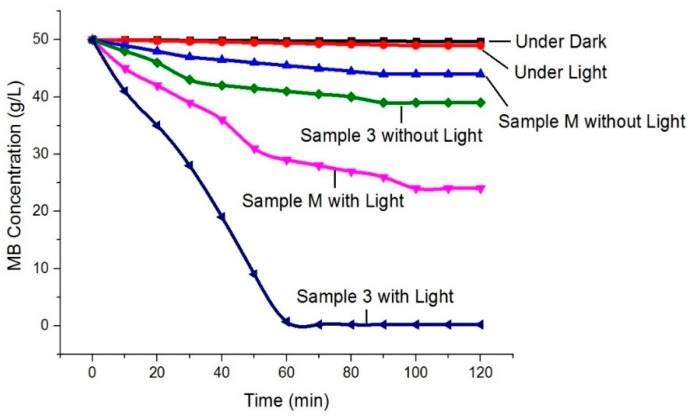 50
40
30
20
10
0
MB Concentration (g/L)
Under Dark
Under Light
Sample M without Light
Sample 3 without Light
Sample M with Light
Sample 3 with Light
0 20 40 60 80 100 120
Time (min)